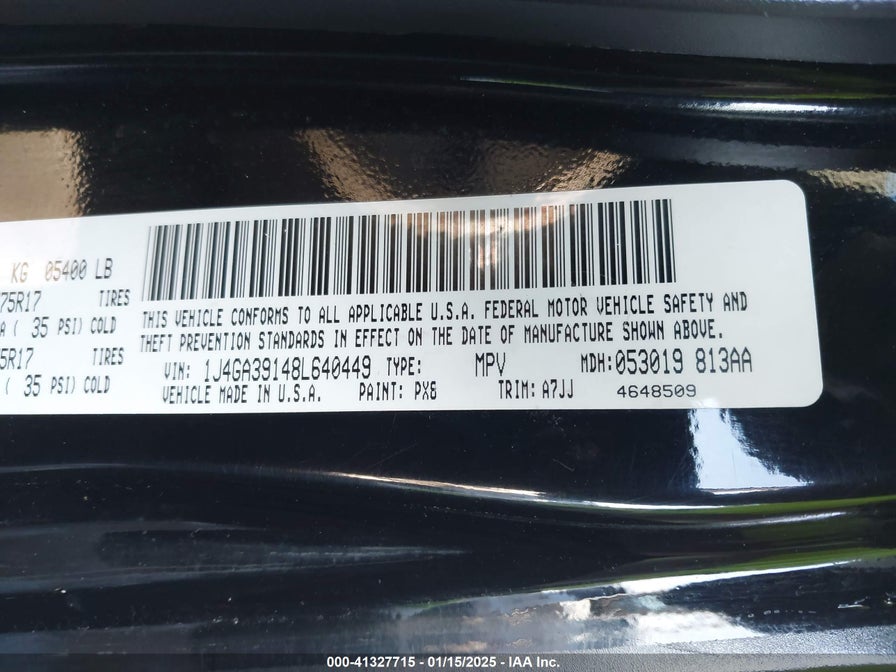 KG 05400 LB
75R17 TIRES
A ( 35 PSI) COLD
5R17 TIRES
( 35 PSI) COLD
THIS VEHICLE CONFORMS TO ALL APPLICABLE U.S.A. FEDERAL MOTOR VEHICLE SAFETY AND
THEFT PREVENTION STANDARDS IN EFFECT ON THE DATE OF MANUFACTURE SHOWN ABOVE.
VIN: 1J4GA39148L640449 TYPE: MPV MDH:053019 813AA
VEHICLE MADE IN U.S.A. PAINT: PX8 TRIM: A7JJ 4648509
000-41327715 - 01/15/2025 - IAA Inc.